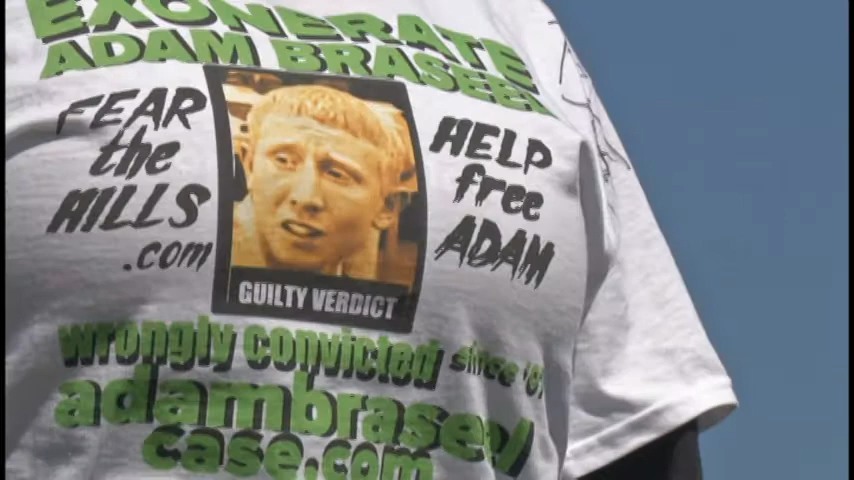 EXONERATE
ADAM BRASEEL
FEAR
the
HILLS
.com
HELP
free
ADAM
GUILTY VERDICT
wrongly convicted since '07
adambraseel
case.com